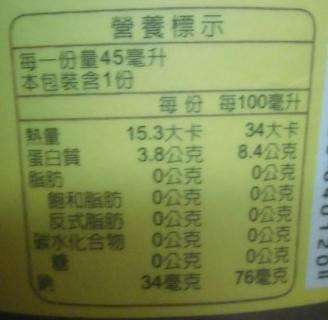 營養標示
每一份量45毫升
本包裝含1份
每份 每100毫升
熱量 15.3大卡 34大卡
蛋白質 3.8公克 8.4公克
脂肪 0公克 0公克
飽和脂肪 0公克 0公克
反式脂肪 0公克 0公克
碳水化合物 0公克 0公克
糖 0公克 0公克
鈉 34毫克 76毫克